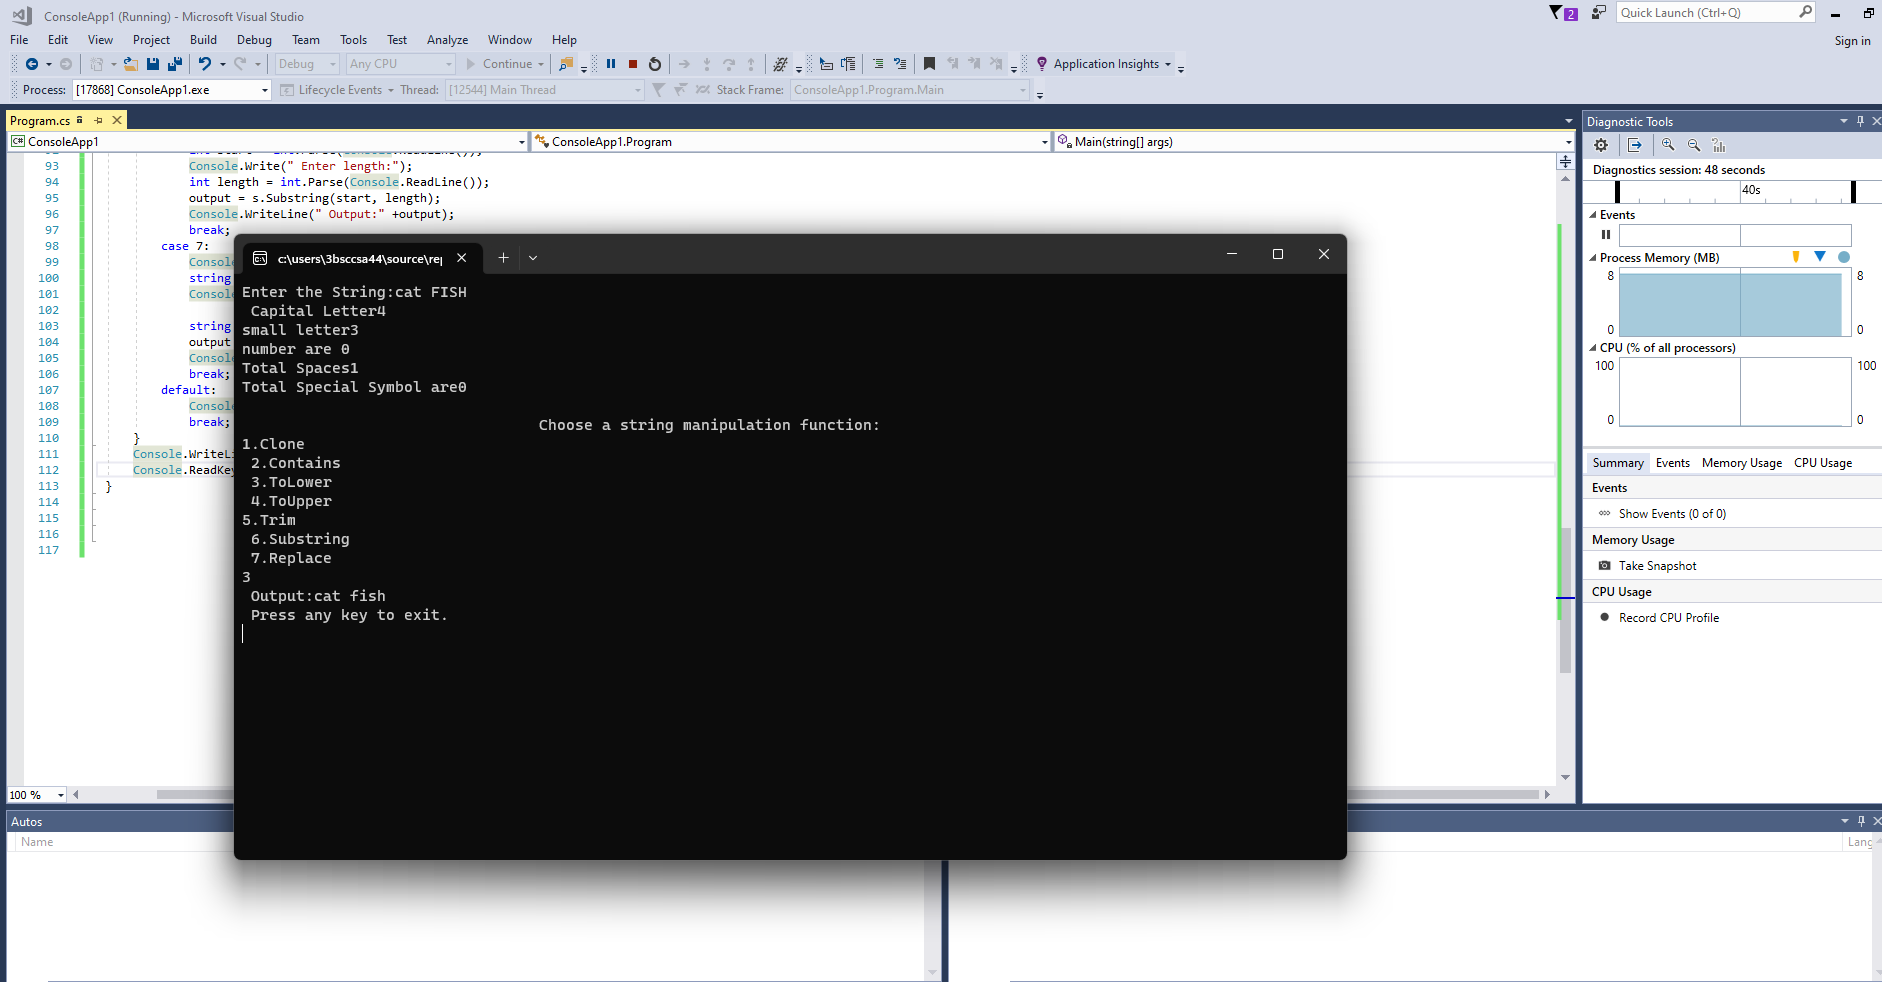 ConsoleApp1 (Running) - Microsoft Visual Studio
2
Quick Launch (Ctrl+Q)
File Edit View Project Build Debug Team Tools Test Analyze Window Help
Sign in
Debug Any CPU Continue Application Insights
Process: [17868] ConsoleApp1.exe Lifecycle Events Thread: [12544] Main Thread Stack Frame: ConsoleApp1.Program.Main
Program.cs
C# ConsoleApp1 ConsoleApp1.Program Main(string[] args)
93 Console.Write(" Enter length:");
94 int length = int.Parse(Console.ReadLine());
95 output = s.Substring(start, length);
96 Console.WriteLine(" Output:" +output);
97 break;
98 case 7:
99
100 string
101
102
103 string
104 output
105
106 break;
107 default:
108
109 break;
110 }
111
112
113 }
114
115
116
117
100 %
c:\users\3bsccsa44\source\rep
Enter the String:cat FISH
Capital Letter4
small letter3
number are 0
Total Spaces1
Total Special Symbol are0
Choose a string manipulation function:
1.Clone
2.Contains
3.ToLower
4.ToUpper
5.Trim
6.Substring
7.Replace
3
Output:cat fish
Press any key to exit.
Diagnostic Tools
Diagnostics session: 48 seconds
40s
Events
Process Memory (MB)
8 8
0 0
CPU (% of all processors)
100 100
0 0
Summary Events Memory Usage CPU Usage
Events
Show Events (0 of 0)
Memory Usage
Take Snapshot
CPU Usage
Record CPU Profile
Autos
Name
Lang